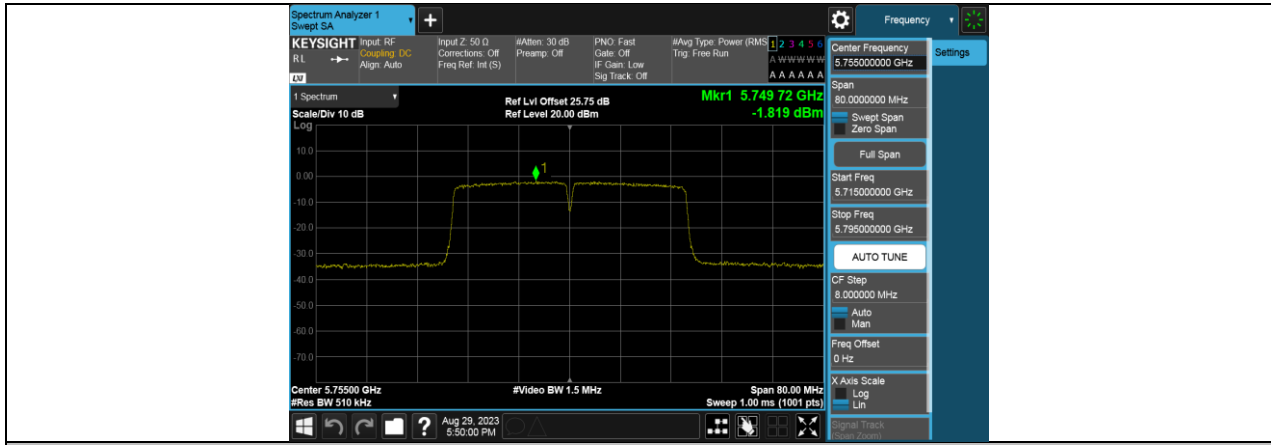 Spectrum Analyzer 1
Swept SA
+
Frequency
KEYSIGHT
RL
LXI
Input: RF
Coupling: DC
Align: Auto
Input Z: 50 Ω
Corrections: Off
Freq Ref: Int (S)
#Atten: 30 dB
Preamp: Off
PNO: Fast
Gate: Off
IF Gain: Low
Sig Track: Off
#Avg Type: Power (RMS
Trig: Free Run
1 2 3 4 5 6
A W W W W W
A A A A A A
1 Spectrum
Scale/Div 10 dB
Log
Ref Lvl Offset 25.75 dB
Ref Level 20.00 dBm
Mkr1 5.749 72 GHz
-1.819 dBm
10.0
0.00
-10.0
-20.0
-30.0
-40.0
-50.0
-60.0
-70.0
1
Center 5.75500 GHz
#Res BW 510 kHz
#Video BW 1.5 MHz
Span 80.00 MHz
Sweep 1.00 ms (1001 pts)
?
Aug 29, 2023
5:50:00 PM
Center Frequency
5.755000000 GHz
Settings
Span
80.0000000 MHz
Swept Span
Zero Span
Full Span
Start Freq
5.715000000 GHz
Stop Freq
5.795000000 GHz
AUTO TUNE
CF Step
8.000000 MHz
Auto
Man
Freq Offset
0 Hz
X Axis Scale
Log
Lin
Signal Track
(Span Zoom)